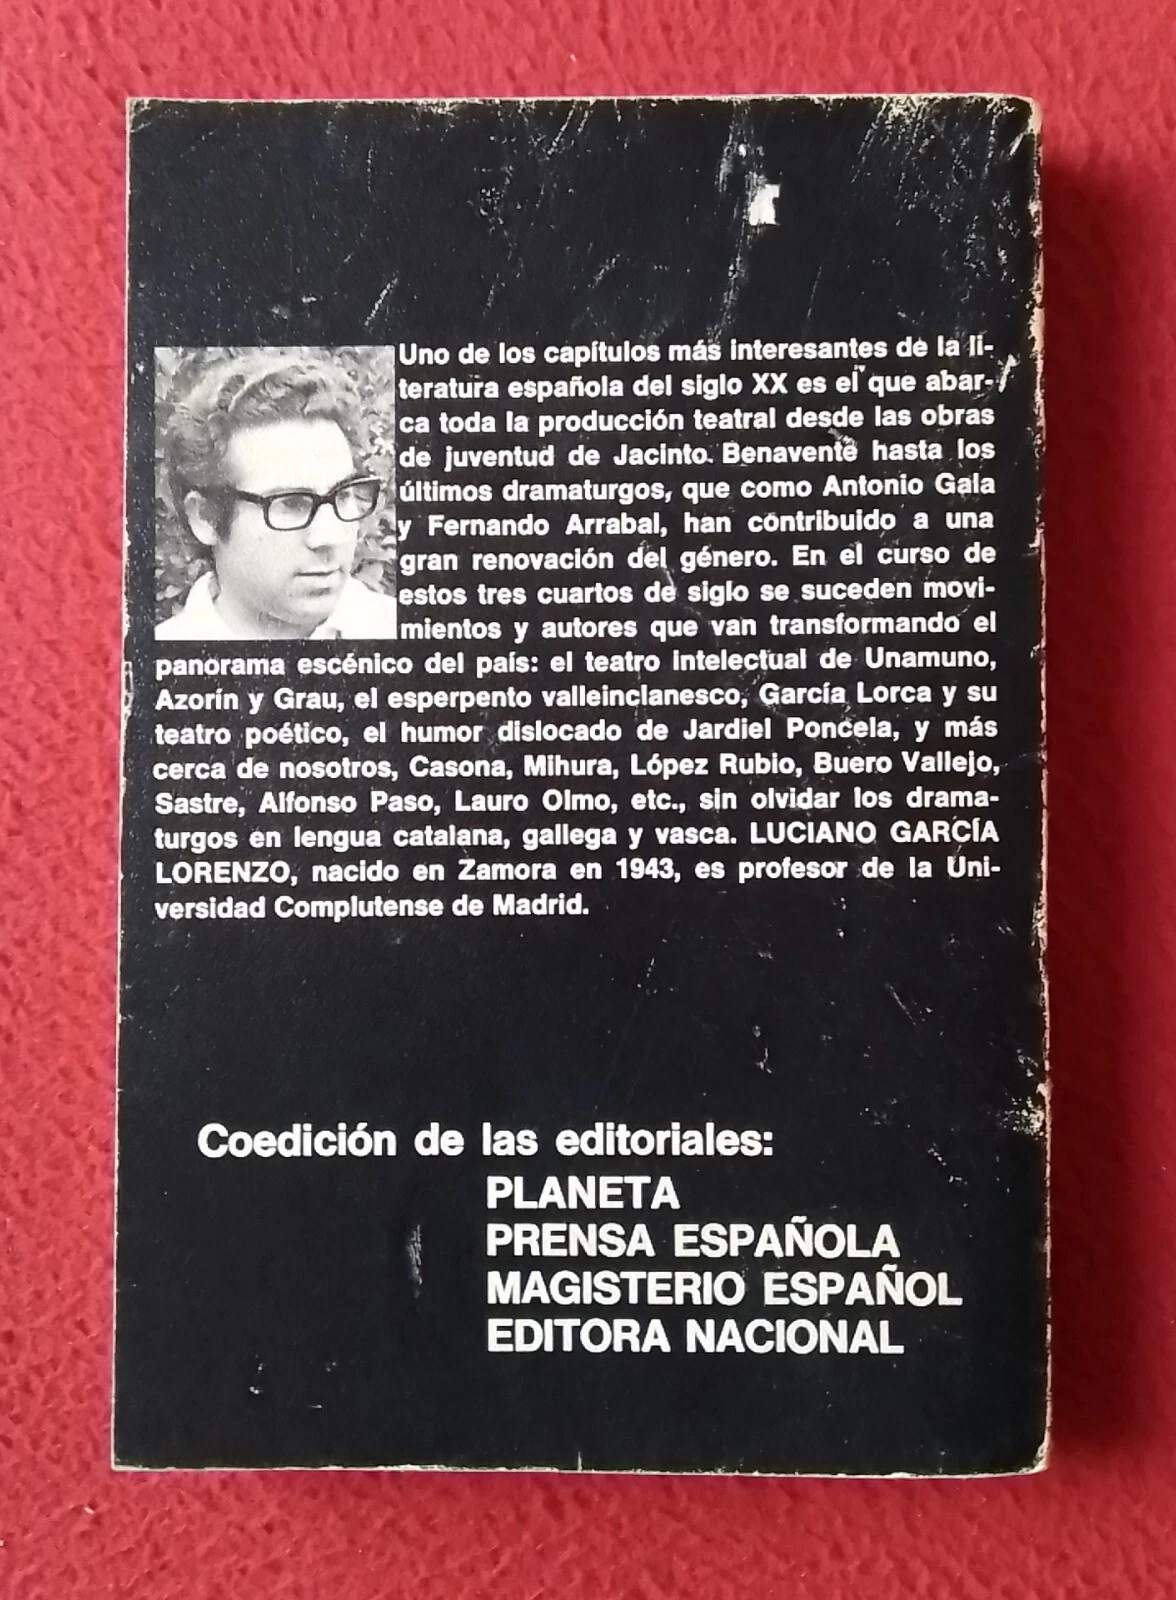 Uno de los capítulos más interesantes de la li-
teratura española del siglo XX es el que abar-
ca toda la producción teatral desde las obras
de juventud de Jacinto Benavente hasta los
últimos dramaturgos, que como Antonio Gala
y Fernando Arrabal, han contribuido a una
gran renovación del género. En el curso de
estos tres cuartos de siglo se suceden movi-
mientos y autores que van transformando el
panorama escénico del país: el teatro intelectual de Unamuno,
Azorín y Grau, el esperpento valleinclanesco, García Lorca y su
teatro poético, el humor dislocado de Jardiel Poncela, y más
cerca de nosotros, Casona, Mihura, López Rubio, Buero Vallejo,
Sastre, Alfonso Paso, Lauro Olmo, etc., sin olvidar los drama-
turgos en lengua catalana, gallega y vasca. LUCIANO GARCÍA
LORENZO, nacido en Zamora en 1943, es profesor de la Uni-
versidad Complutense de Madrid.
Coedición de las editoriales:
PLANETA
PRENSA ESPAÑOLA
MAGISTERIO ESPAÑOL
EDITORA NACIONAL